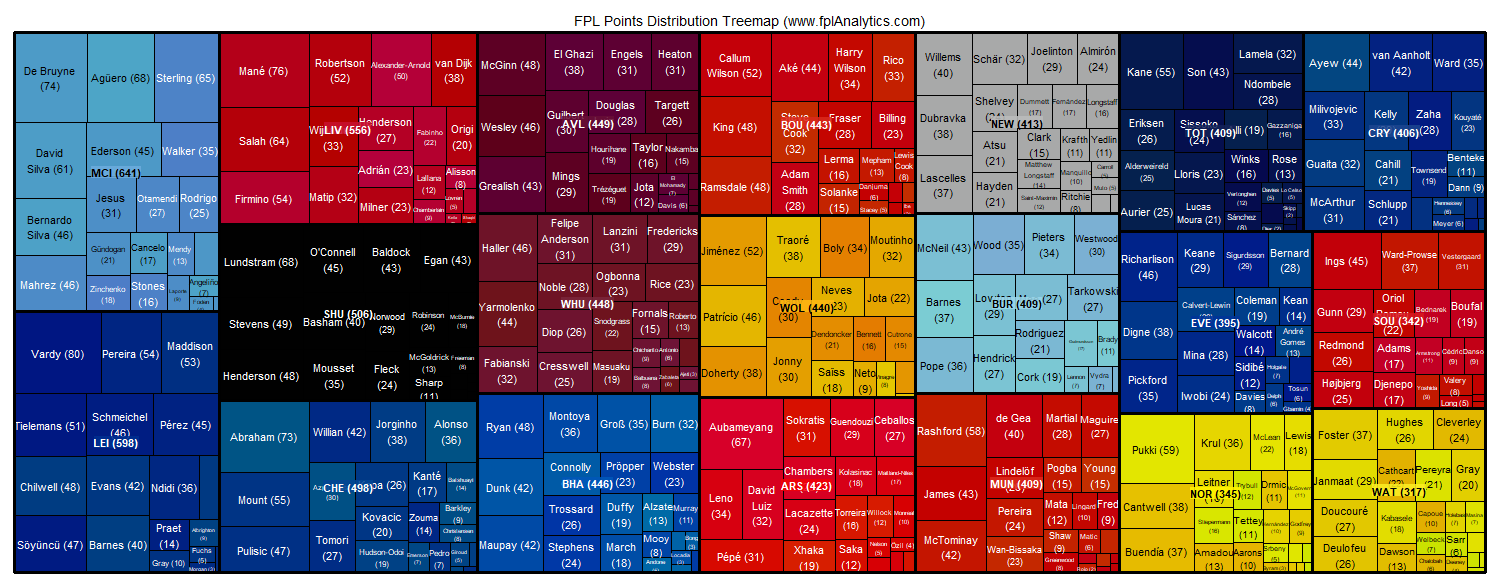 FPL Points Distribution Treemap (www.fplAnalytics.com)
De Bruyne
(74)
Agüero (68)
Sterling (65)
David
Silva (61)
Ederson (45)
Walker (35)
MCI (641)
Jesus
(31)
Otamendi
(27)
Rodrigo
(25)
Bernardo
Silva (46)
Gündogan
(21)
Cancelo
(17)
Mendy
(13)
Mahrez (46)
Zinchenko
(18)
Stones
(16)
Laporte
Angeliño
(7)
Foden
Mané (76)
Robertson
(52)
Alexander-Arnold
(50)
van Dijk
(38)
Salah (64)
(33)
LIV (556)
Henderson
(27)
Fabinho
(22)
Origi
(20)
Firmino (54)
Matip (32)
Adrián (23)
Milner (23)
Lallana
(12)
Alisson
(8)
Chamberlain
(9)
Lovren
(5)
McGinn (48)
El Ghazi
(38)
Engels
(31)
Heaton
(31)
Wesley (46)
Guilbert
(30)
AVL (449)
Douglas
(28)
Targett
(26)
Hourihane
(19)
Taylor
(16)
Nakamba
(15)
Grealish (43)
Mings
(29)
Trézéguet
(19)
Jota
(12)
El
Mohamady
(7)
Davis (6)
Callum
Wilson (52)
Aké (44)
Harry
Wilson
(34)
Rico
(33)
King (48)
Steve
Cook
(32)
BOU (443)
Fraser
(28)
Billing
(23)
Ramsdale (48)
Adam
Smith
(28)
Lerma
(16)
Mepham
(13)
Lewis
Cook
(8)
Solanke
(15)
Danjuma
(6)
Stacey (5)
Willems
(40)
Schär (32)
Joelinton
(29)
Almirón
(24)
Dubravka
(38)
Shelvey
Dummett
(17)
Fernández
(17)
Longstaff
(16)
NEW (413)
Atsu
(21)
Clark
(15)
Krafth
(11)
Yedlin
(11)
Lascelles
(37)
Hayden
(21)
Matthew
Longstaff
(14)
Manquillo
(10)
Carroll
Muto (5)
Saint-Maximin
(12)
Ritchie
(8)
Kane (55)
Son (43)
Lamela (32)
Ndombele
(28)
Eriksen
(26)
Sissoko
(24)
TOT (409)
Alli (19)
Gazzaniga
(16)
Alderweireld
(25)
Lloris (23)
Winks
(16)
Rose
(13)
Aurier (25)
Lucas
Moura (21)
Vertonghen
(12)
Sánchez
(8)
Davies
(5)
Lo Celso
Skipp
(2)
Dier (2)
Ayew (44)
van Aanholt
(42)
Ward (35)
Milivojevic
(33)
Kelly
(28)
Zaha
(28)
Kouyaté
(23)
CRY (406)
Guaita (32)
Cahill
(21)
Townsend
(19)
Benteke
(11)
Dann (9)
McArthur
(31)
Schlupp
(21)
Hennessey
(6)
Meyer (6)
Vardy (80)
Pereira (54)
Maddison
(53)
Tielemans (51)
Schmeichel
(46)
LEI (598)
Pérez (45)
Chilwell (48)
Evans (42)
Ndidi (36)
Söyüncü (47)
Barnes (40)
Praet
(14)
Albrighton
(9)
Gray (10)
Fuchs
(5)
Morgan (3)
Lundstram (68)
O'Connell
(45)
Baldock
(43)
Egan (43)
Stevens (49)
SHU (506)
Basham (40)
Norwood
(29)
Robinson
(24)
McBurnie
(18)
Henderson (48)
Mousset
(35)
Fleck
(24)
McGoldrick
(13)
Freeman
(8)
Sharp
(11)
Haller (46)
Felipe
Anderson
(31)
Lanzini
(31)
Fredericks
(29)
Yarmolenko
(44)
Noble (28)
Ogbonna
(23)
Rice (23)
WHU (448)
Diop (26)
Snodgrass
(22)
Fornals
(15)
Roberto
(13)
Fabianski
(32)
Cresswell
(25)
Masuaku
(19)
Chicharito
(9)
Antonio
(8)
Balbuena
(8)
Zabaleta
(6)
Ajeti (3)
Jiménez (52)
Traoré
(38)
Boly (34)
Moutinho
(32)
Patrício (46)
(30)
WOL (440)
Neves
(23)
Jota (22)
Dendoncker
(21)
Bennett
(16)
Cutrone
(15)
Doherty (38)
Jonny
(30)
Saiss
(18)
Neto
(9)
Vinagre
(8)
McNeil (43)
Wood (35)
Pieters
(34)
Westwood
(30)
Barnes
(37)
(27)
BUR (409)
(27)
Tarkowski
(27)
Pope (36)
Hendrick
(27)
Rodriguez
(21)
Gudmundsson
(17)
Brady
(11)
Cork (19)
Lennon
(7)
Vydra
(7)
Richarlison
(46)
Keane
(29)
Sigurdsson
(29)
Bernard
(28)
Digne (38)
Calvert-Lewin
EVE (395)
Coleman
(19)
Kean
(14)
Mina (28)
Walcott
(14)
André
Gomes
(13)
Pickford
(35)
Iwobi (24)
Sidibé
(12)
Holgate
(7)
Davies
(8)
Delph
(6)
Tosun
(6)
Gbamin (4)
Ings (45)
Ward-Prowse
(37)
Vestergaard
(31)
Gunn (29)
Oriol
(22)
SOU (342)
Bednarek
(19)
Boufal
(19)
Redmond
(26)
Adams
(17)
Armstrong
(11)
Cédric
(9)
Danso
(9)
Højbjerg
(25)
Djenepo
(17)
Yoshida
(9)
Valery
(8)
Long (5)
Abraham (73)
Willian (42)
Jorginho
(38)
Alonso
(36)
Mount (55)
(30)
CHE (498)
(26)
Kanté
(17)
Batshuayi
(14)
Kovacic
(20)
Zouma
(14)
Barkley
(9)
Christensen
(8)
Pulisic (47)
Tomori
(27)
Hudson-Odoi
(19)
Emerson
(7)
Pedro
(7)
Giroud
(5)
Ryan (48)
Montoya
(36)
Groß (35)
Burn (32)
Dunk (42)
Connolly
BHA (446)
Pröpper
(23)
Webster
(23)
Trossard
(26)
Duffy
(19)
Alzate
(13)
Murray
(11)
Maupay (42)
Stephens
(24)
March
(18)
Mooy
(8)
Bong
(3)
Locadia
(3)
Andone
(4)
Aubameyang
(67)
Sokratis
(31)
Guendouzi
(29)
Ceballos
(27)
Leno
(34)
David
Luiz
(32)
Chambers
ARS (423)
Kolasinac
(18)
Maitland-Niles
Lacazette
(24)
Torreira
(16)
Willock
(12)
Monreal
(10)
Pépé (31)
Xhaka
(19)
Saka
(12)
Nelson
(5)
Özil (4)
Rashford (58)
de Gea
(40)
Martial
(28)
Maguire
(27)
James (43)
Lindelöf
MUN (409)
Pogba
(15)
Young
(15)
Pereira
(24)
Mata
(12)
Lingard
(10)
Fred
(9)
McTominay
(42)
Wan-Bissaka
(23)
Shaw
(9)
Matic
(6)
Greenwood
(8)
Rojo (2)
Pukki (59)
Krul (36)
McLean
(22)
Lewis
(18)
Cantwell (38)
Leitner
NOR (345)
Trybull
(12)
Drmic
(11)
McGovern
(11)
Stiepermann
(16)
Tettey
(11)
Hernández
(10)
Godfrey
(9)
Buendía (37)
Amadou
(13)
Aarons
(10)
Srbeny
(5)
Byram (3)
Foster (37)
Hughes
(26)
Cleverley
(24)
Janmaat (29)
Cathcart
(22)
Pereyra
(21)
Gray
(20)
WAT (317)
Doucouré
(27)
Kabasele
(18)
Capoue
(10)
Holebas
(7)
Masina
(7)
Deulofeu
(26)
Dawson
(13)
Welbeck
(7)
Sarr
(6)
Chalobah
(6)
Deeney